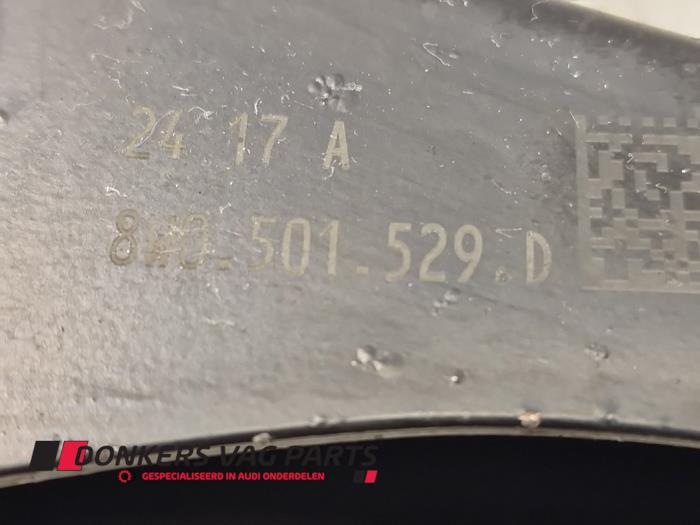 24 17 A
8W0.501.529.D
DONKERS VAG PARTS
GESPECIALISEERD IN AUDI ONDERDELEN